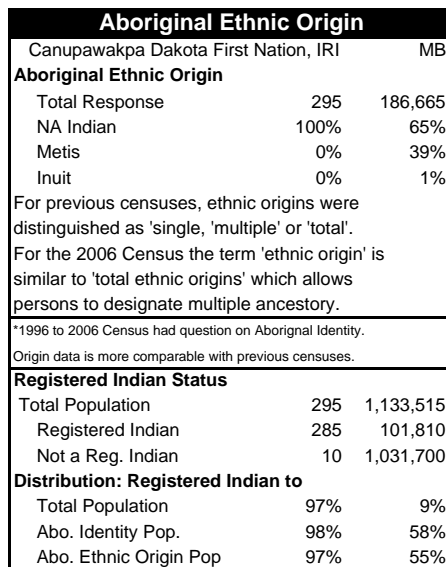 Aboriginal Ethnic Origin
Canupawakpa Dakota First Nation, IRI MB
Aboriginal Ethnic Origin
Total Response 295 186,665
NA Indian 100% 65%
Metis 0% 39%
Inuit 0% 1%
For previous censuses, ethnic origins were
distinguished as 'single, 'multiple' or 'total'.
For the 2006 Census the term 'ethnic origin' is
similar to 'total ethnic origins' which allows
persons to designate multiple ancestory.
*1996 to 2006 Census had question on Aborignal Identity.
Origin data is more comparable with previous censuses.
Registered Indian Status
Total Population 295 1,133,515
Registered Indian 285 101,810
Not a Reg. Indian 10 1,031,700
Distribution: Registered Indian to
Total Population 97% 9%
Abo. Identity Pop. 98% 58%
Abo. Ethnic Origin Pop 97% 55%